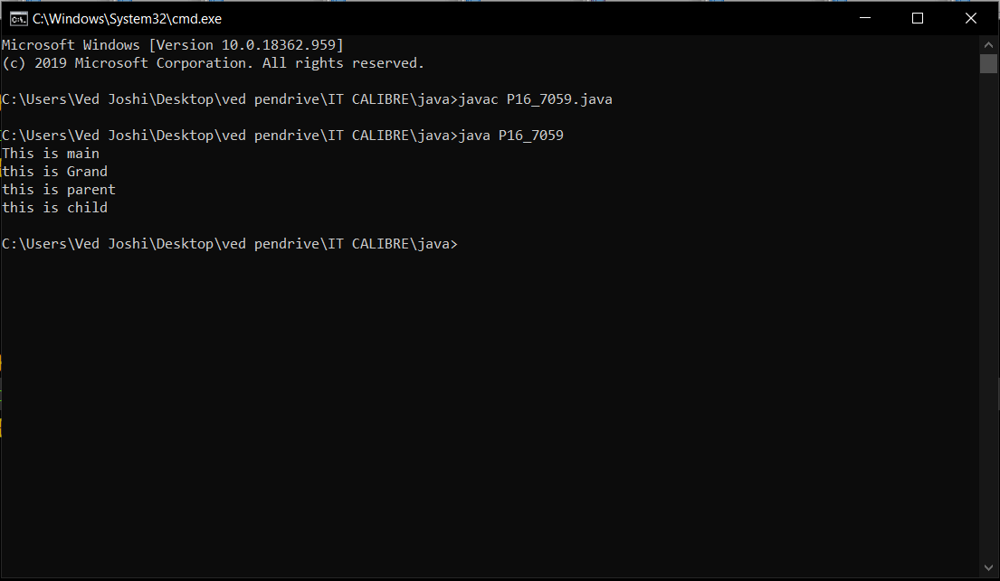 C:\Windows\System32\cmd.exe
Microsoft Windows [Version 10.0.18362.959]
(c) 2019 Microsoft Corporation. All rights reserved.
C:\Users\Ved Joshi\Desktop\ved pendrive\IT CALIBRE\java>javac P16_7059.java
C:\Users\Ved Joshi\Desktop\ved pendrive\IT CALIBRE\java>java P16_7059
This is main
this is Grand
this is parent
this is child
C:\Users\Ved Joshi\Desktop\ved pendrive\IT CALIBRE\java>